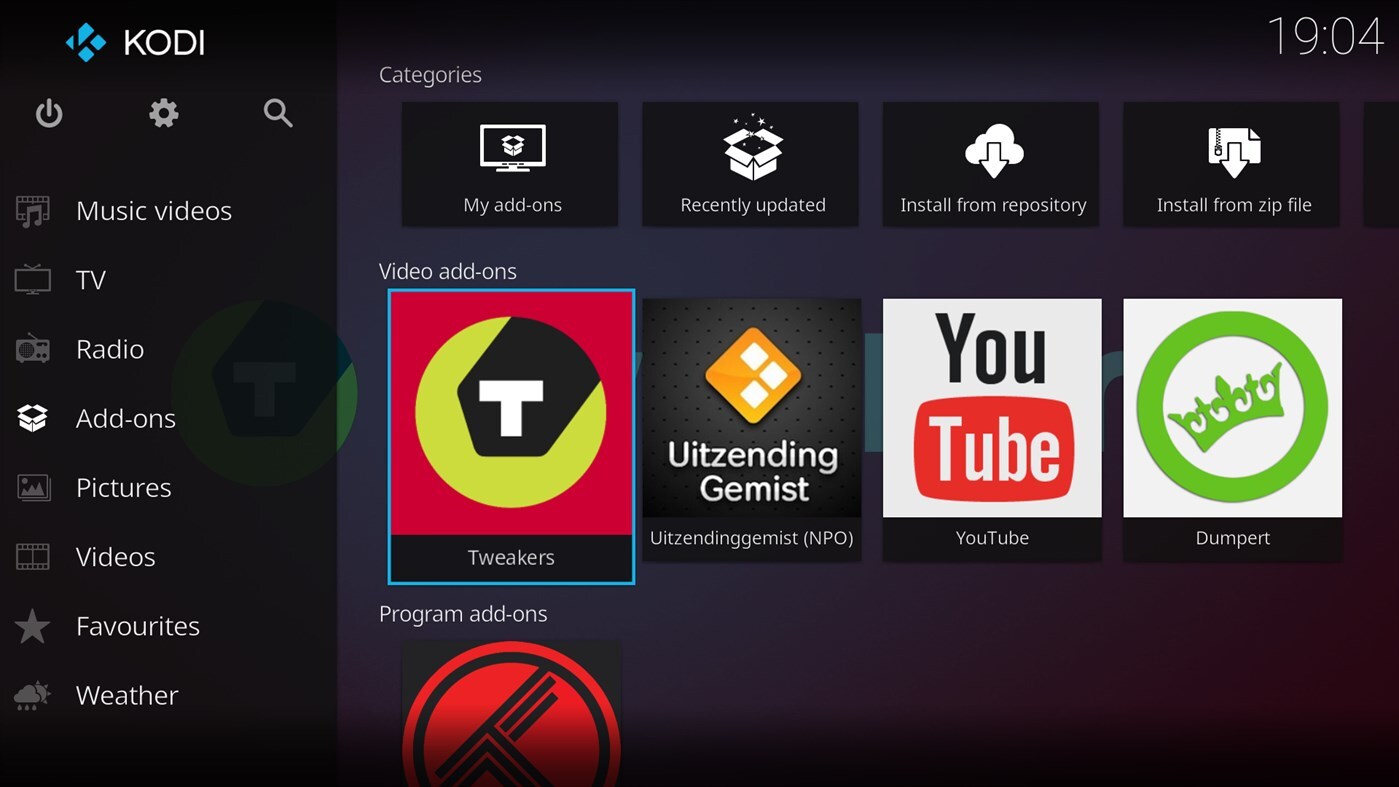 KODI
19:04
Music videos
TV
Radio
Add-ons
Pictures
Videos
Favourites
Weather
Categories
My add-ons
Recently updated
Install from repository
Install from zip file
Video add-ons
T
Tweakers
Uitzending
Gemist
Uitzendinggemist (NPO)
You
Tube
YouTube
Dumpert
Program add-ons